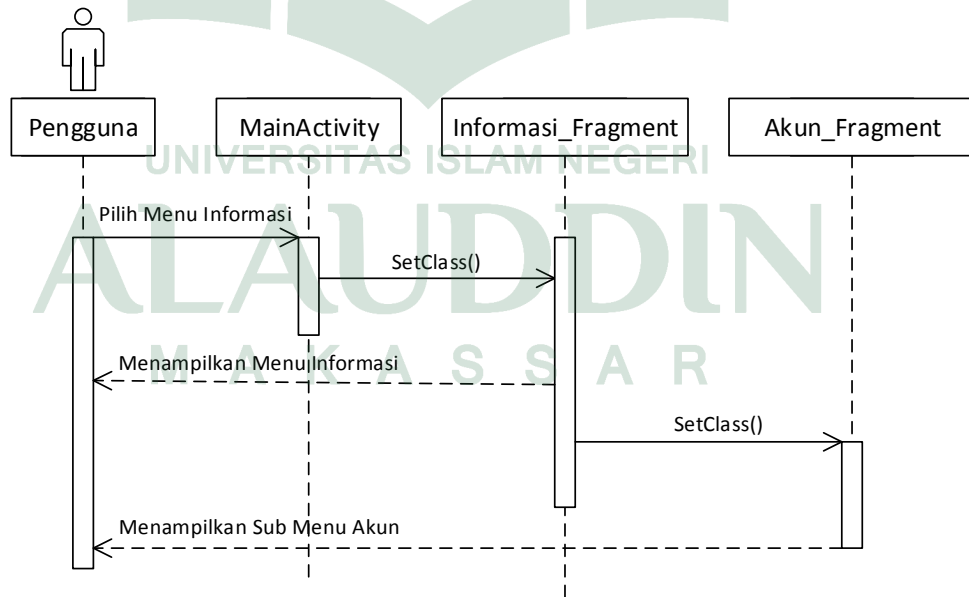 Pengguna
MainActivity
Informasi_Fragment
Akun_Fragment
UNIVERSITAS ISLAM NEGERI
Pilih Menu Informasi
ALAUDDIN
SetClass()
Menampilkan Menu Informasi
MAKASSAR
SetClass()
Menampilkan Sub Menu Akun